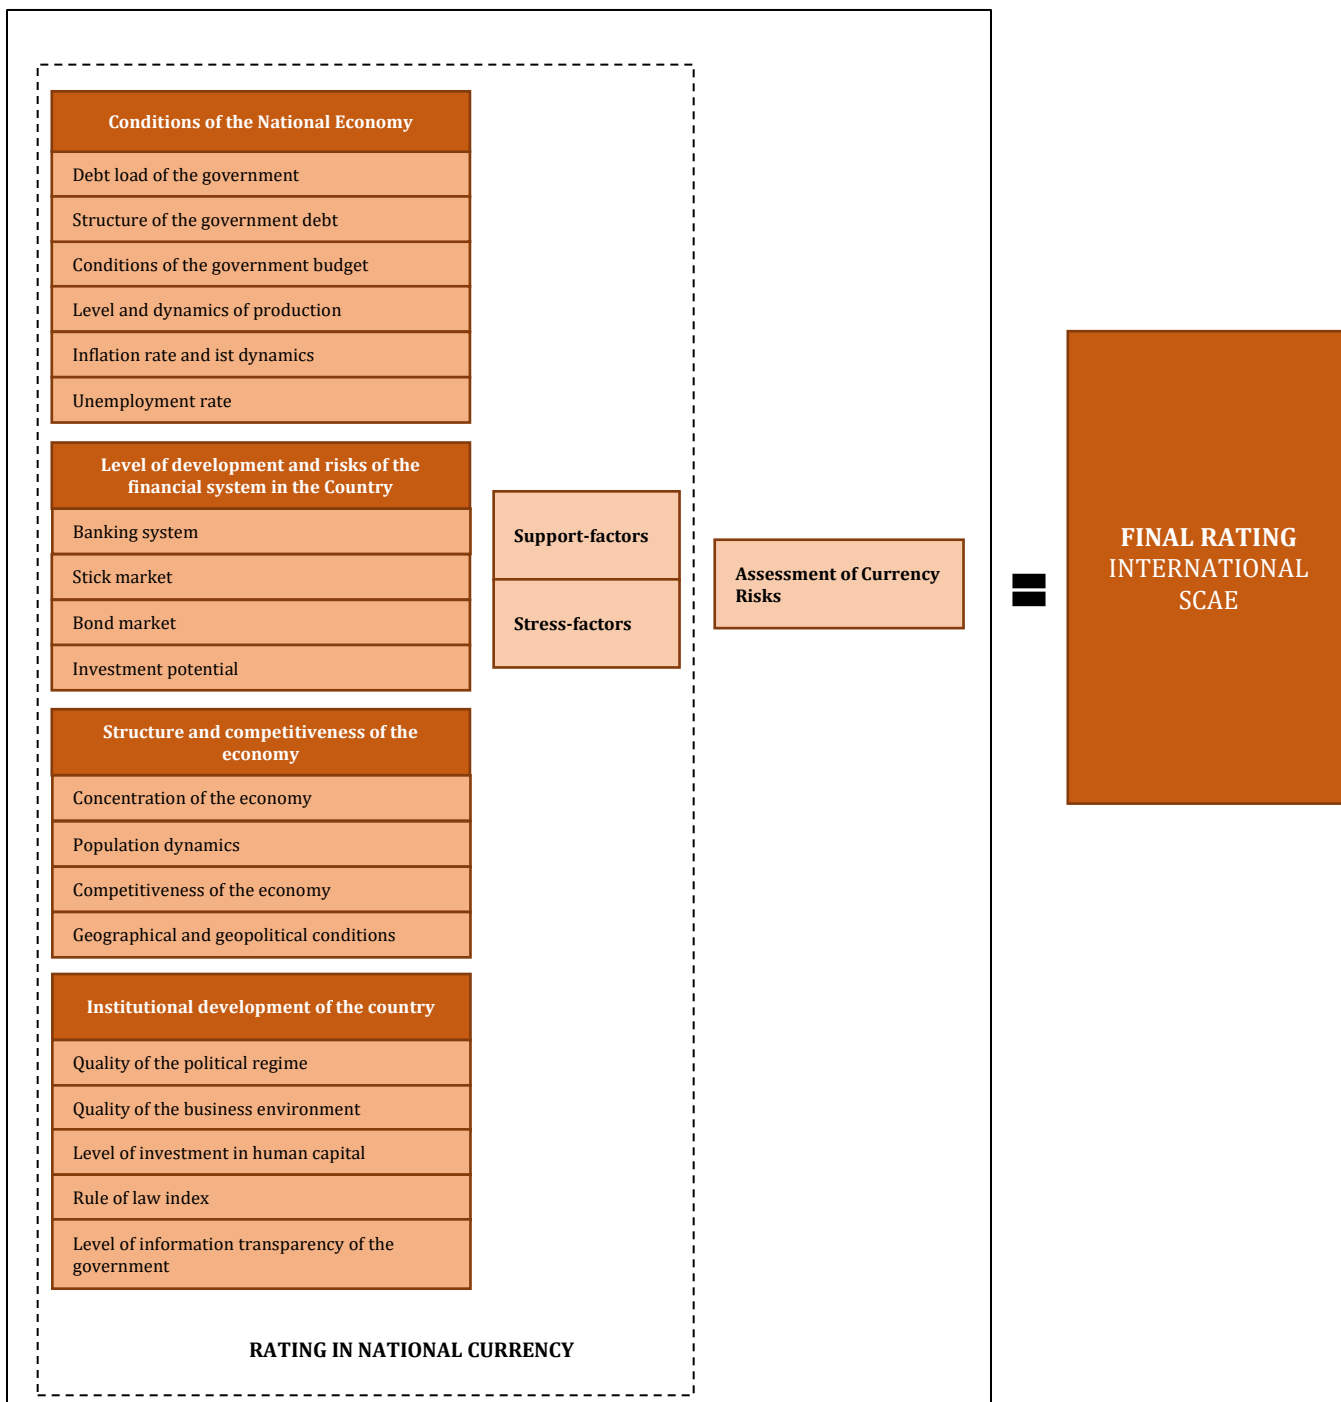 Conditions of the National Economy
Debt load of the government
Structure of the government debt
Conditions of the government budget
Level and dynamics of production
Inflation rate and ist dynamics
Unemployment rate
Level of development and risks of the
financial system in the Country
Banking system
Stick market
Bond market
Investment potential
Structure and competitiveness of the
economy
Concentration of the economy
Population dynamics
Competitiveness of the economy
Geographical and geopolitical conditions
Institutional development of the country
Quality of the political regime
Quality of the business environment
Level of investment in human capital
Rule of law index
Level of information transparency of the
government
RATING IN NATIONAL CURRENCY
Support-factors
Stress-factors
Assessment of Currency
Risks
FINAL RATING
INTERNATIONAL
SCAE